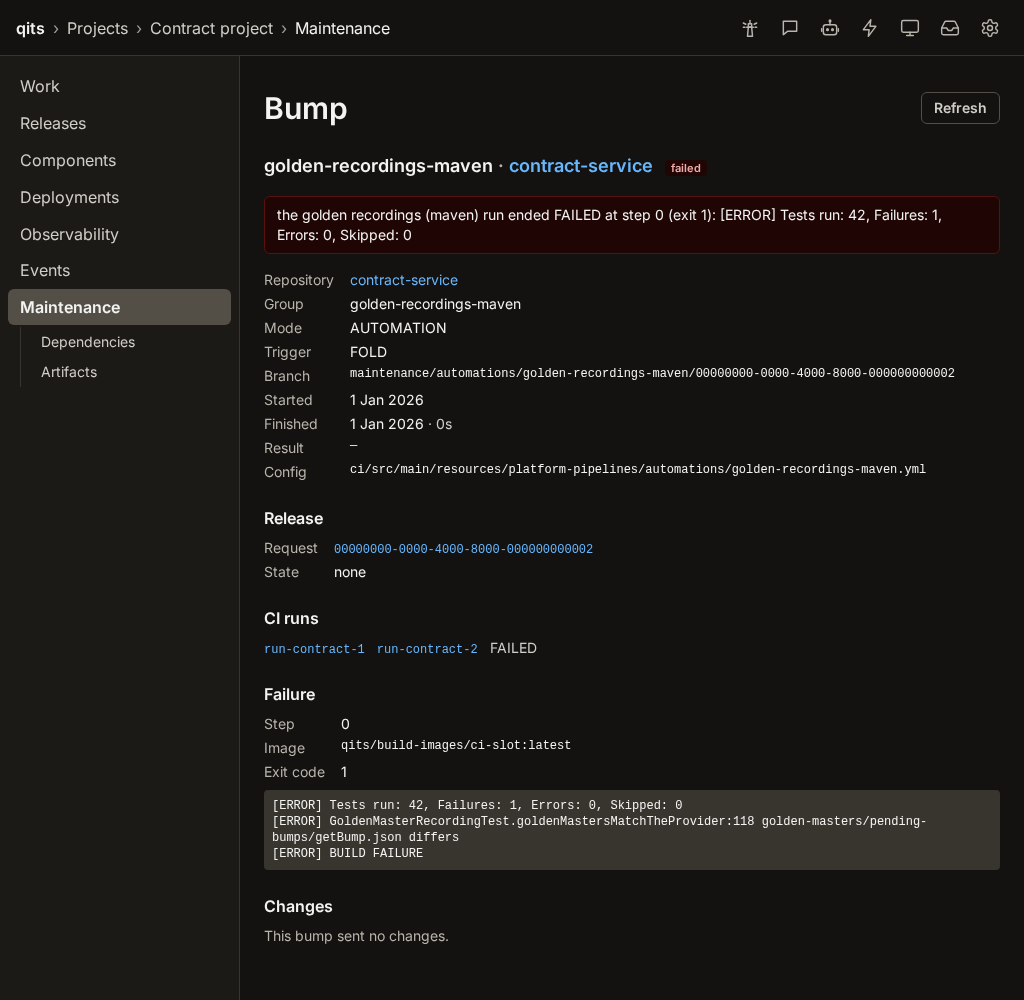 qits › Projects › Contract project › Maintenance
Work
Releases
Components
Deployments
Observability
Events
Maintenance
Dependencies
Artifacts
Bump
Refresh
golden-recordings-maven · contract-service failed
the golden recordings (maven) run ended FAILED at step 0 (exit 1): [ERROR] Tests run: 42, Failures: 1,
Errors: 0, Skipped: 0
Repository contract-service
Group golden-recordings-maven
Mode AUTOMATION
Trigger FOLD
Branch maintenance/automations/golden-recordings-maven/00000000-0000-4000-8000-000000000002
Started 1 Jan 2026
Finished 1 Jan 2026 · 0s
Result —
Config ci/src/main/resources/platform-pipelines/automations/golden-recordings-maven.yml
Release
Request 00000000-0000-4000-8000-000000000002
State none
CI runs
run-contract-1 run-contract-2 FAILED
Failure
Step 0
Image qits/build-images/ci-slot:latest
Exit code 1
[ERROR] Tests run: 42, Failures: 1, Errors: 0, Skipped: 0
[ERROR] GoldenMasterRecordingTest.goldenMastersMatchTheProvider:118 golden-masters/pending-
bumps/getBump.json differs
[ERROR] BUILD FAILURE
Changes
This bump sent no changes.